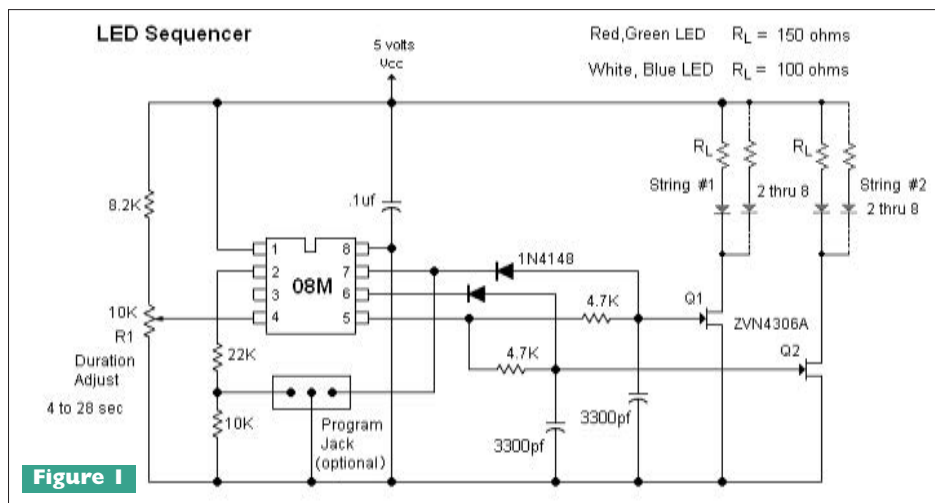 LED Sequencer
5 volts
Vcc
Red,Green LED RL = 150 ohms
White, Blue LED RL = 100 ohms
8.2K
.1uf
RL
RL
String #1
2 thru 8
String #2
2 thru 8
1
2
3
4
8
7
6
5
08M
1N4148
10K
R1
Duration
Adjust
4 to 28 sec
22K
10K
Program
Jack
(optional)
4.7K
4.7K
Q1
ZVN4306A
Q2
3300pf
3300pf
Figure 1